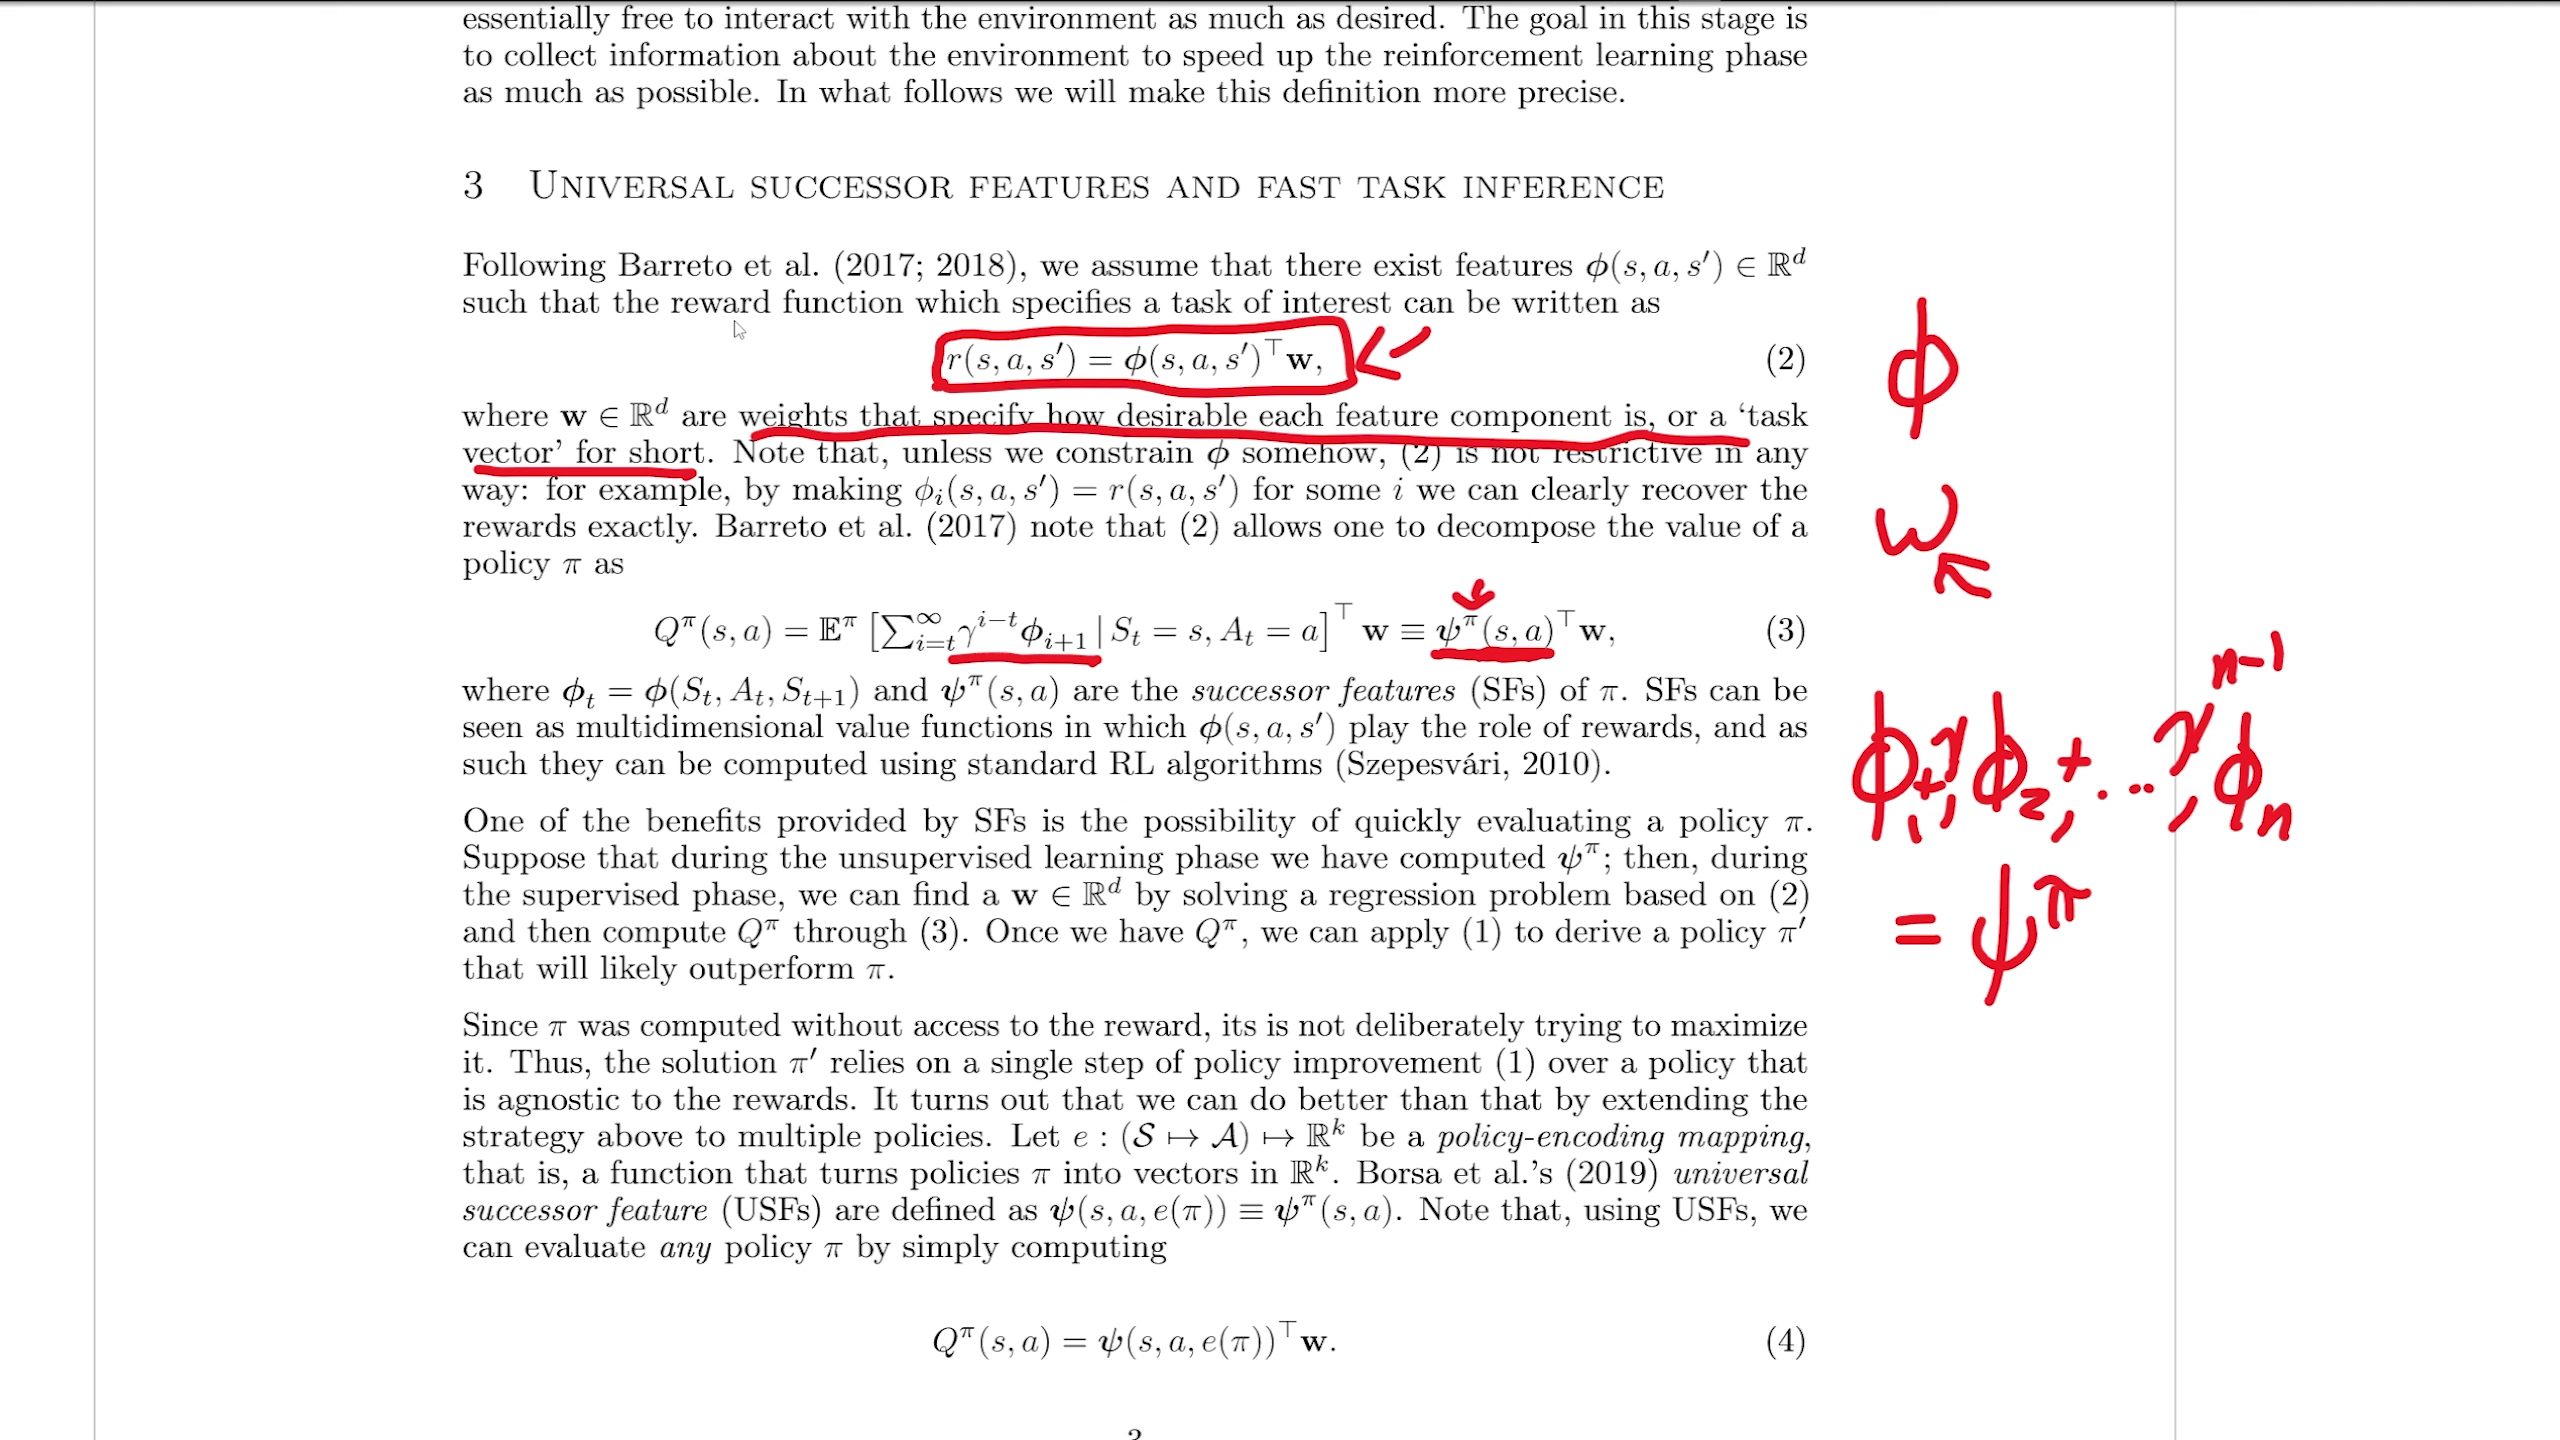 essentially free to interact with the environment as much as desired. The goal in this stage is
to collect information about the environment to speed up the reinforcement learning phase
as much as possible. In what follows we will make this definition more precise.
3 UNIVERSAL SUCCESSOR FEATURES AND FAST TASK INFERENCE
Following Barreto et al. (2017; 2018), we assume that there exist features ϕ(s, a, s′) ∈ ℝᵈ
such that the reward function which specifies a task of interest can be written as
r(s, a, s′) = ϕ(s, a, s′)⊤w, (2)
where w ∈ ℝᵈ are weights that specify how desirable each feature component is, or a ‘task
vector’ for short. Note that, unless we constrain ϕ somehow, (2) is not restrictive in any
way: for example, by making ϕᵢ(s, a, s′) = r(s, a, s′) for some i we can clearly recover the
rewards exactly. Barreto et al. (2017) note that (2) allows one to decompose the value of a
policy π as
Q^π(s, a) = 𝔼^π [∑_{i=t}^∞ γ^{i−t} ϕ_{i+1} | S_t = s, A_t = a]^⊤ w ≡ ψ^π(s, a)^⊤ w, (3)
where ϕ_t = ϕ(S_t, A_t, S_{t+1}) and ψ^π(s, a) are the successor features (SFs) of π. SFs can be
seen as multidimensional value functions in which ϕ(s, a, s′) play the role of rewards, and as
such they can be computed using standard RL algorithms (Szepesvári, 2010).
One of the benefits provided by SFs is the possibility of quickly evaluating a policy π.
Suppose that during the unsupervised learning phase we have computed ψ^π; then, during
the supervised phase, we can find a w ∈ ℝᵈ by solving a regression problem based on (2)
and then compute Q^π through (3). Once we have Q^π, we can apply (1) to derive a policy π′
that will likely outperform π.
Since π was computed without access to the reward, its is not deliberately trying to maximize
it. Thus, the solution π′ relies on a single step of policy improvement (1) over a policy that
is agnostic to the rewards. It turns out that we can do better than that by extending the
strategy above to multiple policies. Let e : (𝒮 ↦ 𝒜) ↦ ℝᵏ be a policy-encoding mapping,
that is, a function that turns policies π into vectors in ℝᵏ. Borsa et al.’s (2019) universal
successor feature (USFs) are defined as ψ(s, a, e(π)) ≡ ψ^π(s, a). Note that, using USFs, we
can evaluate any policy π by simply computing
Q^π(s, a) = ψ(s, a, e(π))^⊤ w. (4)
ϕ
w
ϕ₁ + γ ϕ₂ + ... γ^{n-1} ϕ_n
= ψ^π